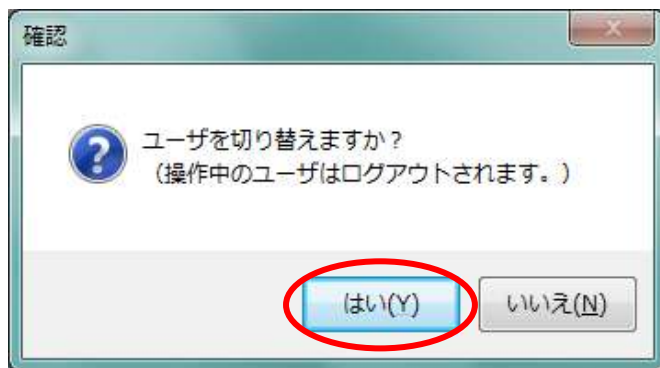 確認
ユーザを切り替えますか？
（操作中のユーザはログアウトされます。）
はい(Y)
いいえ(N)